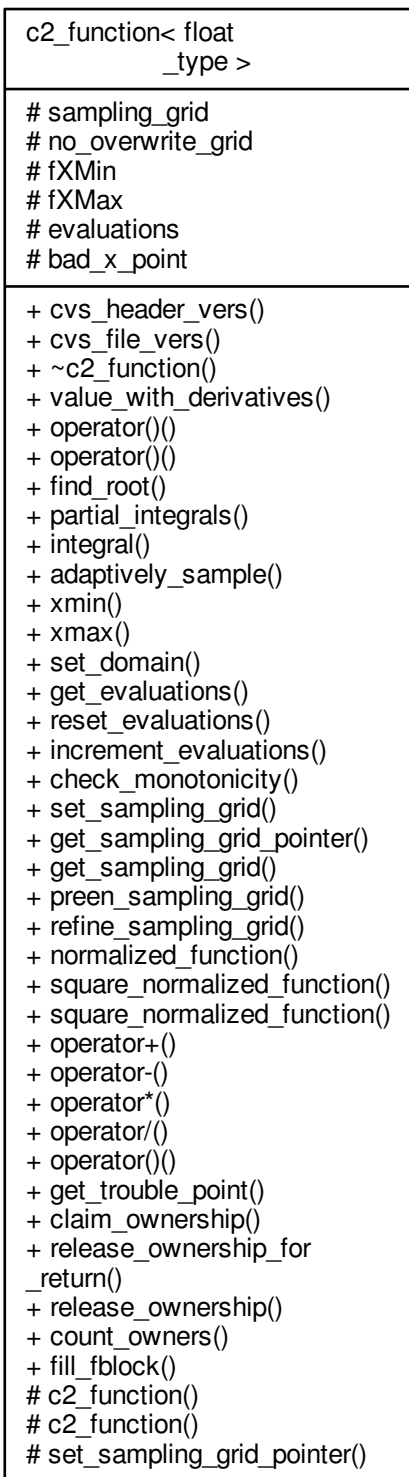 c2_function< float
_type >
# sampling_grid
# no_overwrite_grid
# fXMin
# fXMax
# evaluations
# bad_x_point
+ cvs_header_vers()
+ cvs_file_vers()
+ ~c2_function()
+ value_with_derivatives()
+ operator()()
+ operator()()
+ find_root()
+ partial_integrals()
+ integral()
+ adaptively_sample()
+ xmin()
+ xmax()
+ set_domain()
+ get_evaluations()
+ reset_evaluations()
+ increment_evaluations()
+ check_monotonicity()
+ set_sampling_grid()
+ get_sampling_grid_pointer()
+ get_sampling_grid()
+ preen_sampling_grid()
+ refine_sampling_grid()
+ normalized_function()
+ square_normalized_function()
+ square_normalized_function()
+ operator+()
+ operator-()
+ operator*()
+ operator/()
+ operator()()
+ get_trouble_point()
+ claim_ownership()
+ release_ownership_for
_return()
+ release_ownership()
+ count_owners()
+ fill_fblock()
# c2_function()
# c2_function()
# set_sampling_grid_pointer()